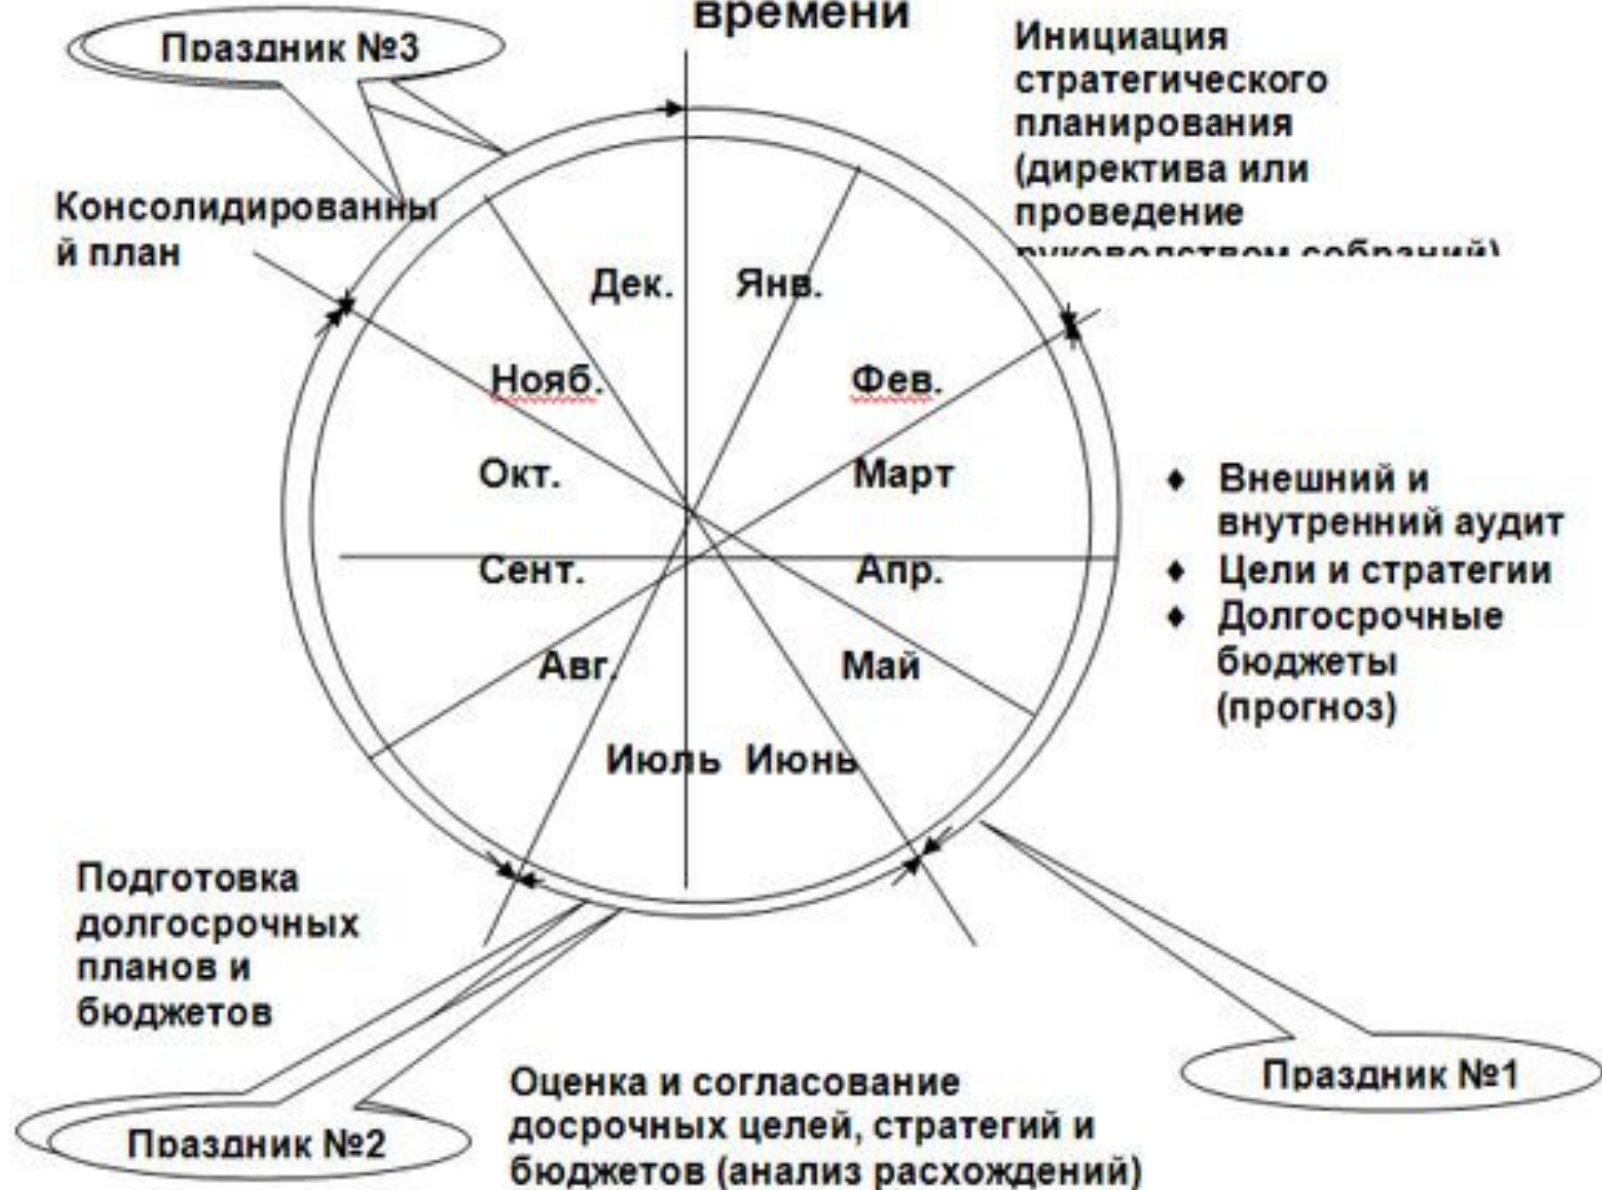 времени
Праздник №3
Инициация
стратегического
планирования
(директива или
проведение
руководством собраний)
Консолидированны
й план
Дек.
Янв.
Нояб.
Фев.
Окт.
Март
Сент.
Апр.
Авг.
Май
Июль
Июнь
♦ Внешний и
внутренний аудит
♦ Цели и стратегии
♦ Долгосрочные
бюджеты
(прогноз)
Подготовка
долгосрочных
планов и
бюджетов
Праздник №1
Праздник №2
Оценка и согласование
досрочных целей, стратегий и
бюджетов (анализ расхождений)